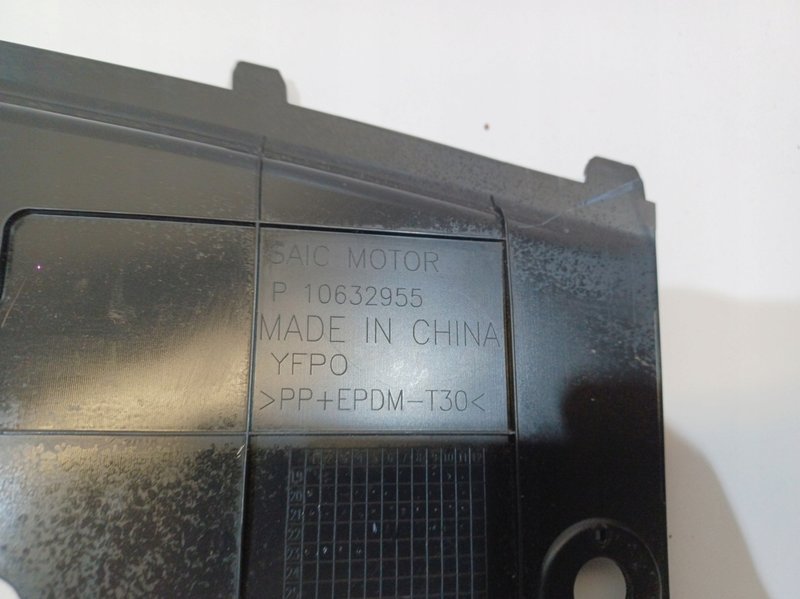 SAIC MOTOR
P 10632955
MADE IN CHINA
YFPO
>PP+EPDM-T30<